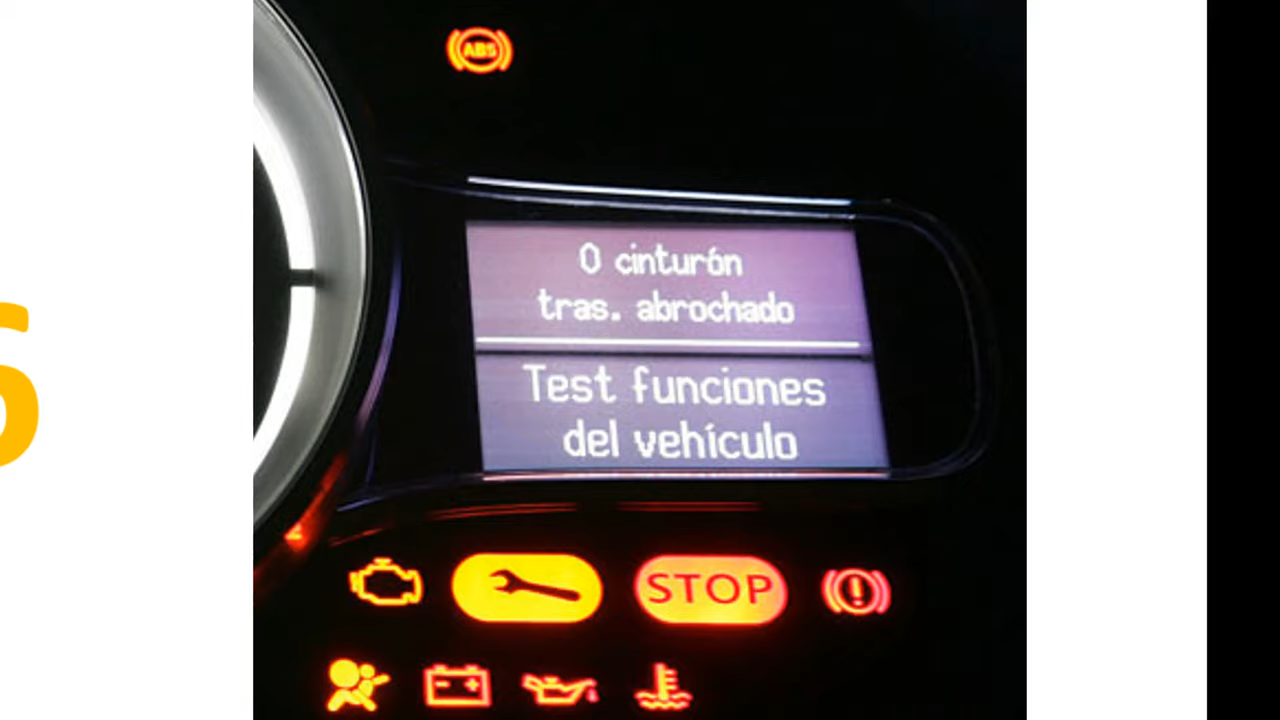 ABS
0 cinturón
tras. abrochado
Test funciones
del vehículo
STOP